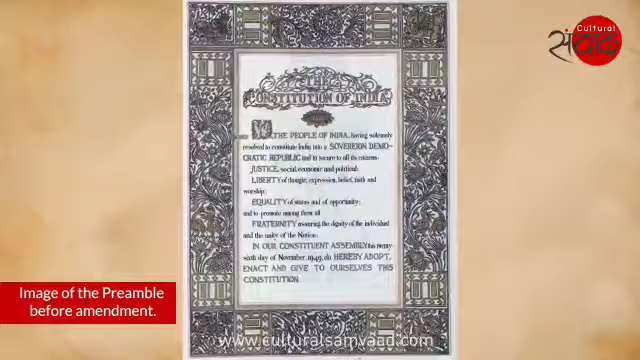 Cultural
संवाद
THE
CONSTITUTION OF INDIA
WE, THE PEOPLE OF INDIA, having solemnly
resolved to constitute India into a SOVEREIGN DEMO-
CRATIC REPUBLIC and to secure to all its citizens:
JUSTICE, social, economic and political;
LIBERTY of thought, expression, belief, faith and
worship;
EQUALITY of status and of opportunity;
and to promote among them all
FRATERNITY assuring the dignity of the individual
and the unity of the Nation;
IN OUR CONSTITUENT ASSEMBLY this twenty-
sixth day of November, 1949, do HEREBY ADOPT,
ENACT AND GIVE TO OURSELVES THIS
CONSTITUTION.
Image of the Preamble
before amendment.
www.culturalsamvaad.com